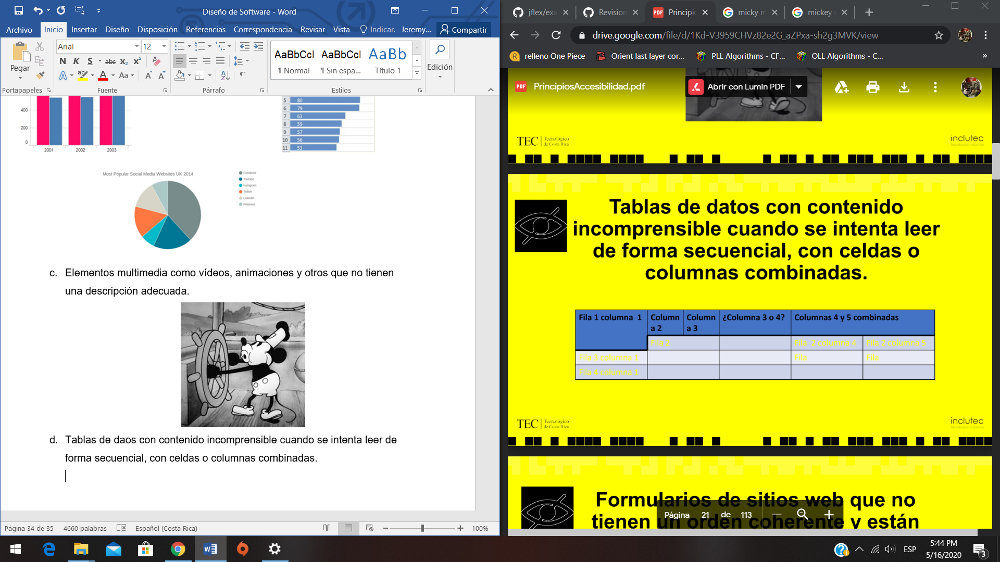 Diseño de Software - Word
Archivo Inicio Insertar Diseño Disposición Referencias Correspondencia Revisar Vista Indicar. Jeremy... Compartir
Pegar
Arial 12
N K S abc x₂ x²
Aa
AaBbCcI AaBbCcI AaBb
¶ Normal ¶ Sin espa... Título 1
Edición
Portapapeles Fuente Párrafo Estilos
400
200
0
2001 2002 2003
5 80
6 79
7 63
8 59
9 57
10 56
11 53
Most Popular Social Media Websites UK 2014
Facebook
Youtube
Instagram
Twitter
LinkedIn
Pinterest
c. Elementos multimedia como vídeos, animaciones y otros que no tienen
una descripción adecuada.
d. Tablas de daos con contenido incomprensible cuando se intenta leer de
forma secuencial, con celdas o columnas combinadas.
Página 34 de 35 4660 palabras Español (Costa Rica) 100%
jflex/exa Revision PDF Principio micky m mickey
drive.google.com/file/d/1Kd-V3959CHVz82e2G_aZPxa-sh2g3MVK/view
R relleno One Piece Orient last layer cor... PLL Algorithms - CF... OLL Algorithms - C... »
PDF PrincipiosAccesibilidad.pdf Abrir con Lumin PDF
TEC Tecnológico
de Costa Rica
inclutec
Tablas de datos con contenido
incomprensible cuando se intenta leer
de forma secuencial, con celdas o
columnas combinadas.
Fila 1 columna 1 Column
a 2 Column
a 3 ¿Columna 3 o 4? Columnas 4 y 5 combinadas
Fila 2 Fila 2 columna 4 Fila 2 columna 5
Fila 3 columna 1 Fila Fila
Fila 4 columna 1
TEC Tecnológico
de Costa Rica
inclutec
Formularios de sitios web que no
tienen un orden coherente y están
Página 21 de 113
ESP
5:44 PM
5/16/2020
3